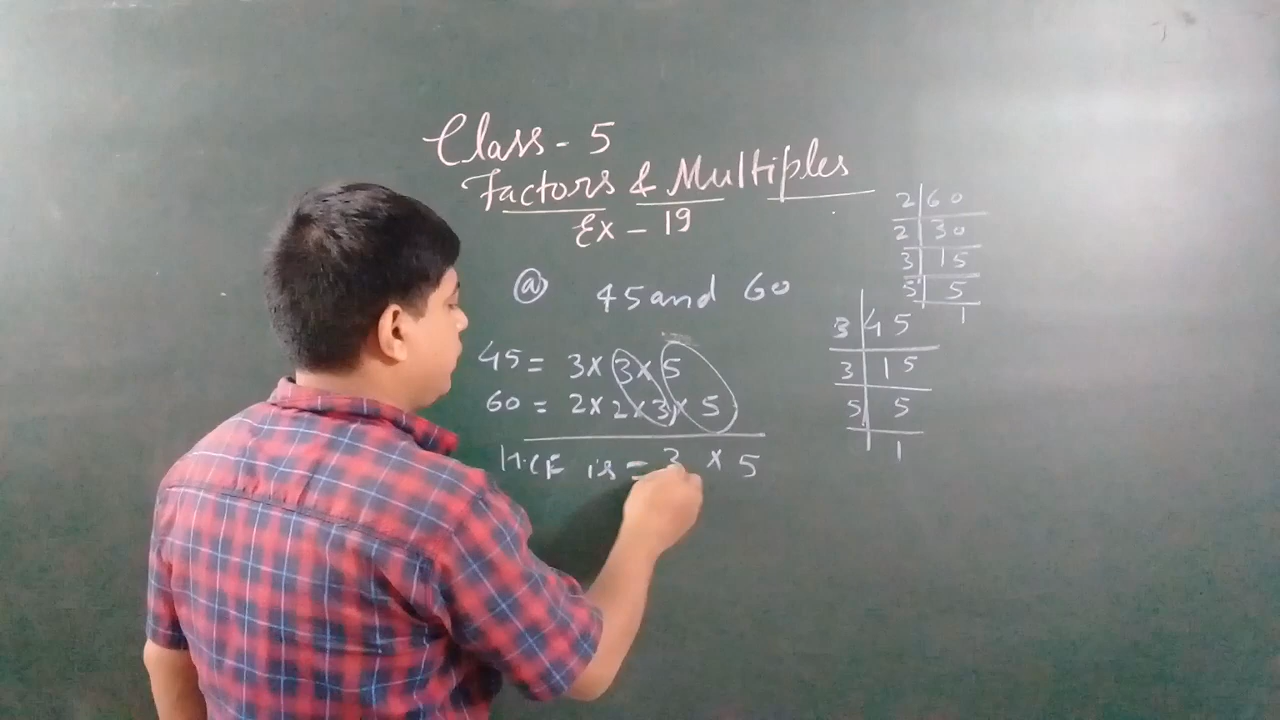 Class - 5
Factors & Multiples
Ex - 19
(a) 45 and 60
45 = 3 x 3 x 5
60 = 2 x 2 x 3 x 5
H.C.F is = 3 x 5
2 | 60
2 | 30
3 | 15
5 | 5
1
3 | 45
3 | 15
5 | 5
1